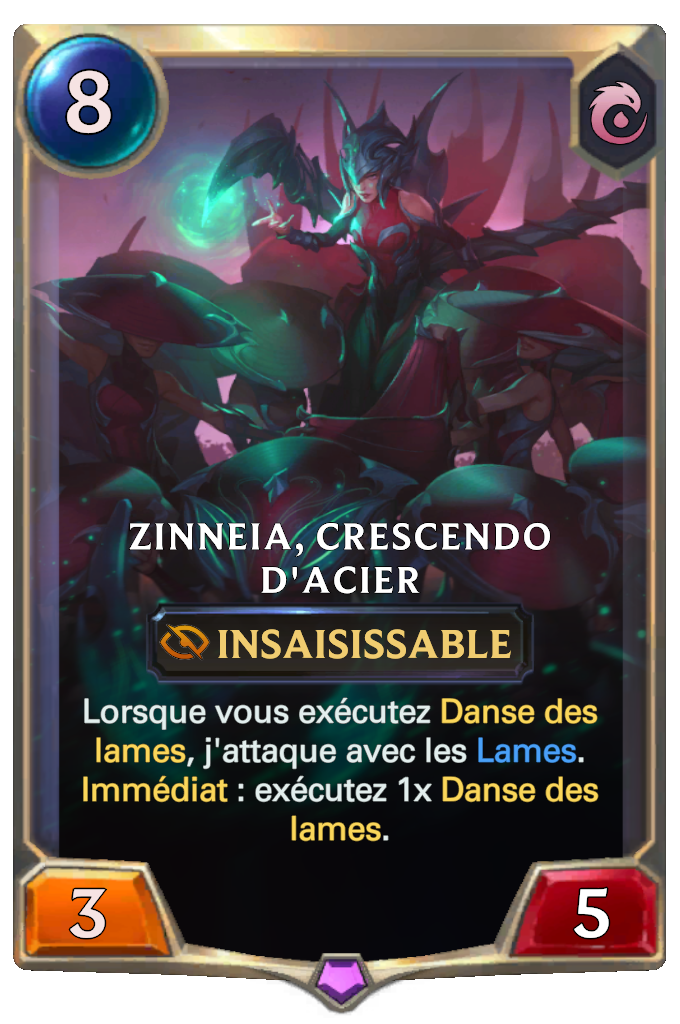 8
ZINNEIA, CRESCENDO
D'ACIER
INSAISISSABLE
Lorsque vous exécutez Danse des
lames, j'attaque avec les Lames.
Immédiat : exécutez 1x Danse des
lames.
3
5